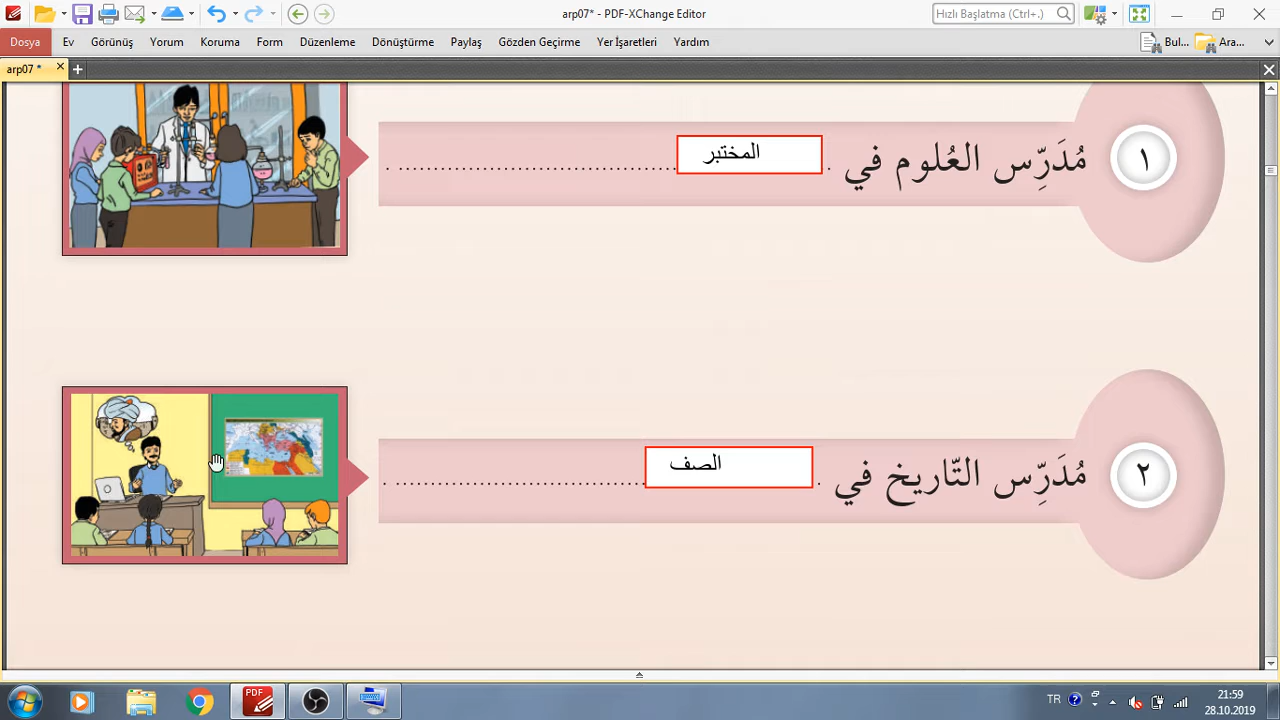 arp07* - PDF-XChange Editor
Hızlı Başlatma (Ctrl+.)
Dosya Ev Görünüş Yorum Koruma Form Düzenleme Dönüştürme Paylaş Gözden Geçirme Yer İşaretleri Yardım Bul... Ara...
arp07 *
١
مُدَرِّس العُلوم في . المختبر .................................... .
٢
مُدَرِّس التّاريخ في . الصف .................................... .
PDF
TR 21:59
28.10.2019